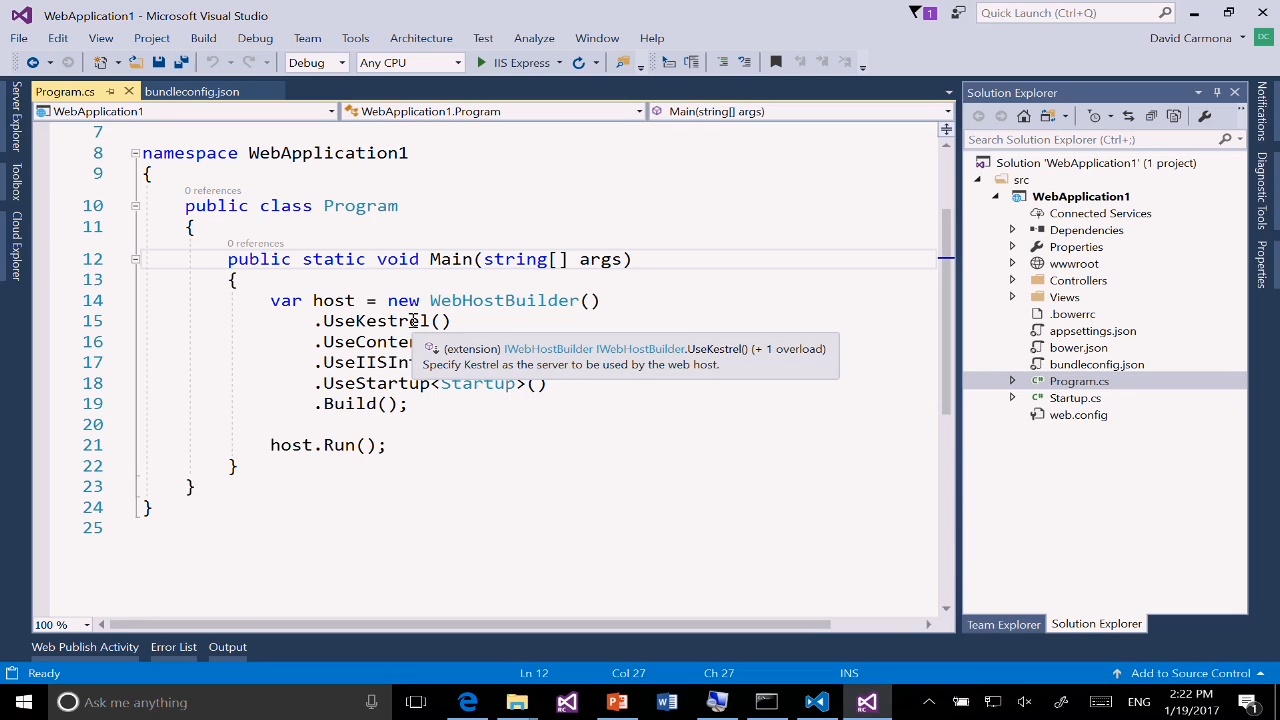 WebApplication1 - Microsoft Visual Studio
1
Quick Launch (Ctrl+Q)
File Edit View Project Build Debug Team Tools Architecture Test Analyze Window Help
David Carmona
DC
Debug
Any CPU
IIS Express
Program.cs
bundleconfig.json
WebApplication1
WebApplication1.Program
Main(string[] args)
Server Explorer
Toolbox
Cloud Explorer
7
8 namespace WebApplication1
9 {
0 references
10 public class Program
11 {
0 references
12 public static void Main(string[] args)
13 {
14 var host = new WebHostBuilder()
15 .UseKestrel()
16 .UseConte
17 .UseIISInt
(extension) IWebHostBuilder IWebHostBuilder.UseKestrel() (+ 1 overload)
Specify Kestrel as the server to be used by the web host.
18 .UseStartup<Startup>()
19 .Build();
20
21 host.Run();
22 }
23 }
24 }
25
100 %
Solution Explorer
Search Solution Explorer (Ctrl+;)
Solution 'WebApplication1' (1 project)
src
WebApplication1
Connected Services
Dependencies
Properties
wwwroot
Controllers
Views
.bowerrc
appsettings.json
bower.json
bundleconfig.json
C# Program.cs
C# Startup.cs
web.config
Team Explorer
Solution Explorer
Notifications
Diagnostic Tools
Properties
Web Publish Activity
Error List
Output
Ready
Ln 12
Col 27
Ch 27
INS
Add to Source Control
Ask me anything
RC
RC
ENG
2:22 PM
1/19/2017
1